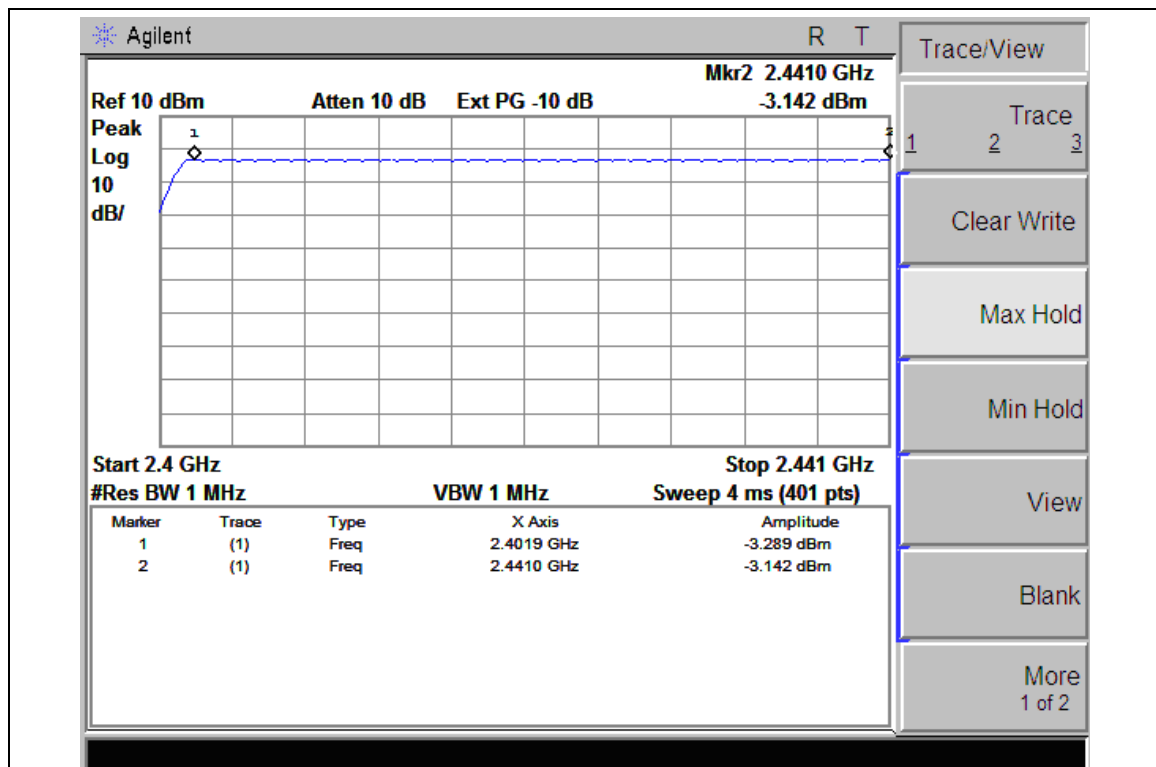 Agilent R T
Mkr2 2.4410 GHz
Ref 10 dBm Atten 10 dB Ext PG -10 dB -3.142 dBm
Peak
Log
10
dB/
1
2
Start 2.4 GHz Stop 2.441 GHz
#Res BW 1 MHz VBW 1 MHz Sweep 4 ms (401 pts)
Marker Trace Type X Axis Amplitude
1 (1) Freq 2.4019 GHz -3.289 dBm
2 (1) Freq 2.4410 GHz -3.142 dBm
Trace/View
Trace
1 2 3
Clear Write
Max Hold
Min Hold
View
Blank
More
1 of 2